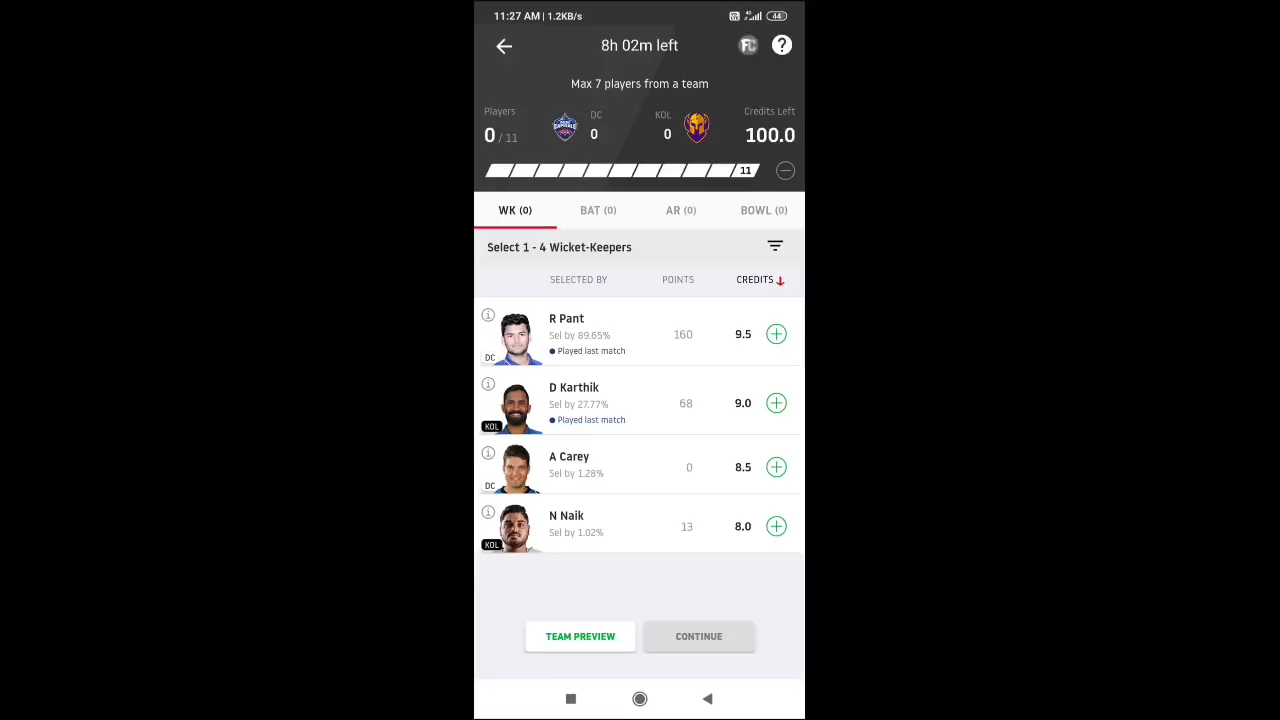 11:27 AM | 1.2KB/s
4G
44
8h 02m left
FC
?
Max 7 players from a team
Players
DC
KOL
Credits Left
0 / 11
0
0
100.0
11
WK (0)
BAT (0)
AR (0)
BOWL (0)
Select 1 - 4 Wicket-Keepers
SELECTED BY
POINTS
CREDITS
R Pant
Sel by 89.65%
160
9.5
Played last match
DC
D Karthik
Sel by 27.77%
68
9.0
Played last match
KOL
A Carey
Sel by 1.28%
0
8.5
DC
N Naik
Sel by 1.02%
13
8.0
KOL
TEAM PREVIEW
CONTINUE